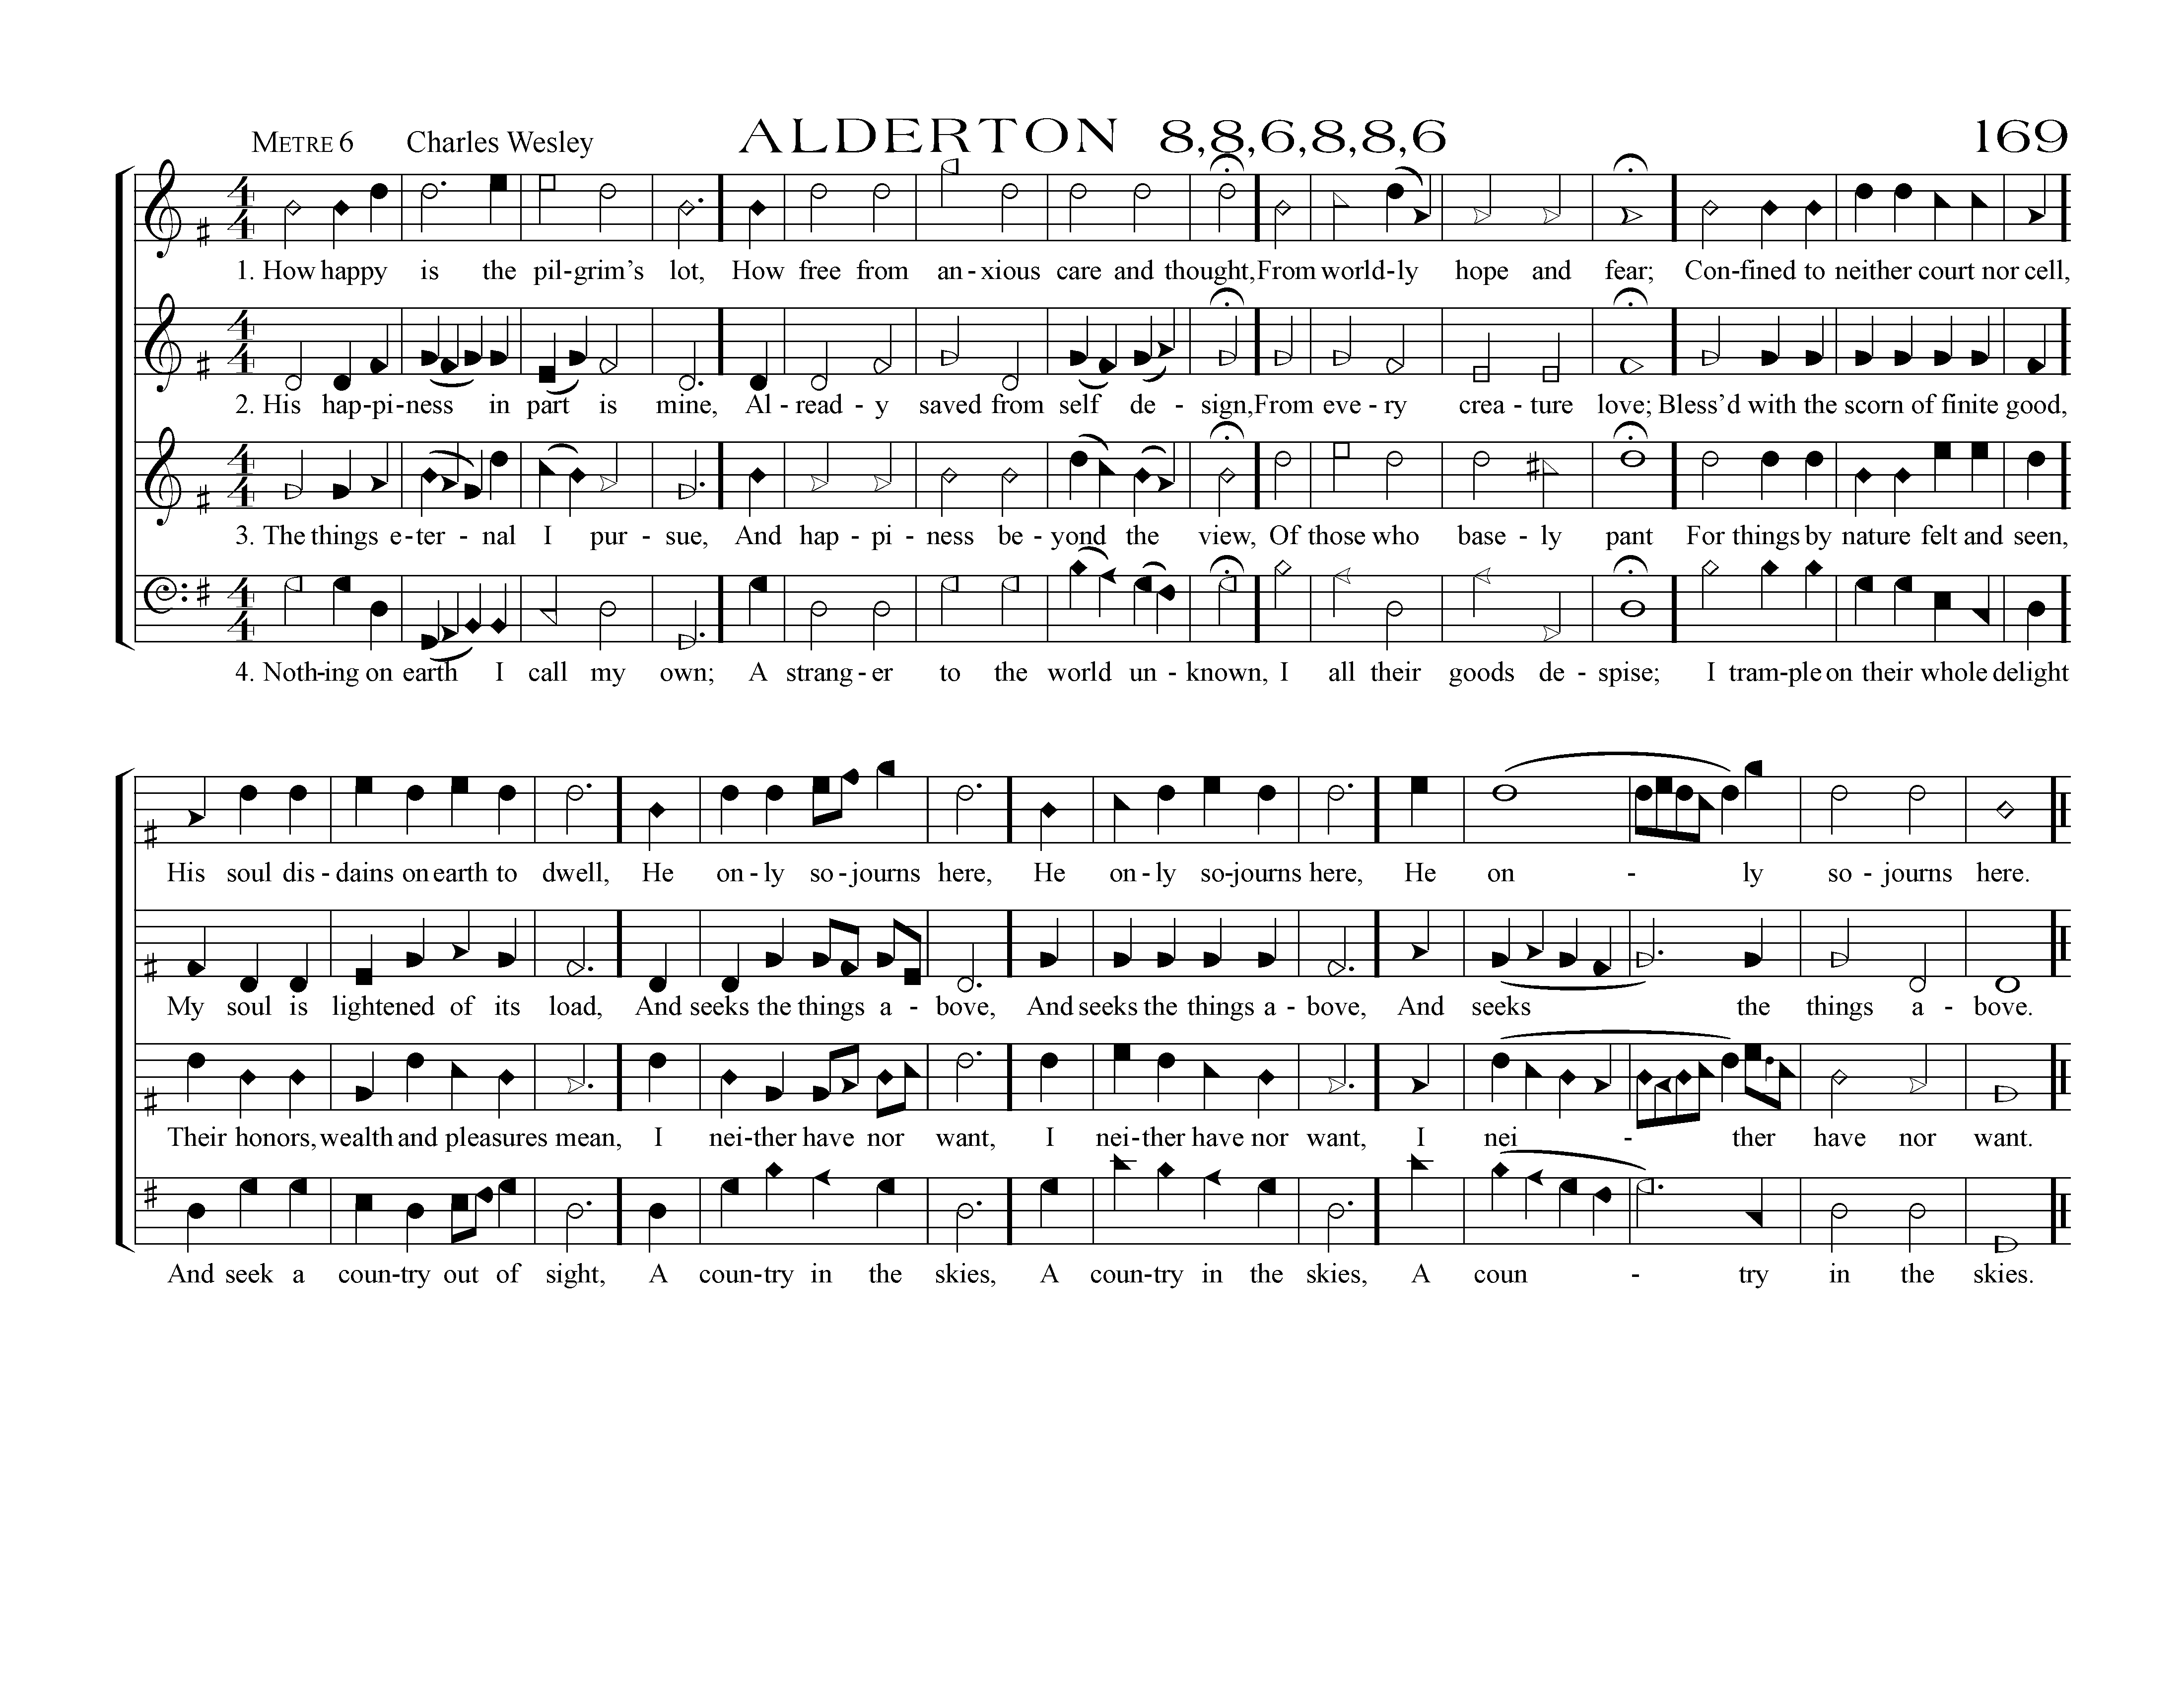 METRE 6 Charles Wesley ALDERTON 8,8,6,8,8,6 169
1. How happy is the pil-grim's lot, How free from an-xious care and thought, From world-ly hope and fear; Con-fined to neither court nor cell,
2. His hap-pi-ness in part is mine, Al-read-y saved from self de-sign, From eve-ry crea-ture love; Bless'd with the scorn of finite good,
3. The things e-ter-nal I pur-sue, And hap-pi-ness be-yond the view, Of those who base-ly pant For things by nature felt and seen,
4. Noth-ing on earth I call my own; A strang-er to the world un-known, I all their goods de-spise; I tram-ple on their whole delight
His soul dis-dains on earth to dwell, He on-ly so-journs here, He on-ly so-journs here, He on-ly so-journs here.
My soul is lightened of its load, And seeks the things a-bove, And seeks the things a-bove, And seeks the things a-bove.
Their honors, wealth and pleasures mean, I nei-ther have nor want, I nei-ther have nor want, I nei-ther have nor want.
And seek a coun-try out of sight, A coun-try in the skies, A coun-try in the skies, A coun-try in the skies.